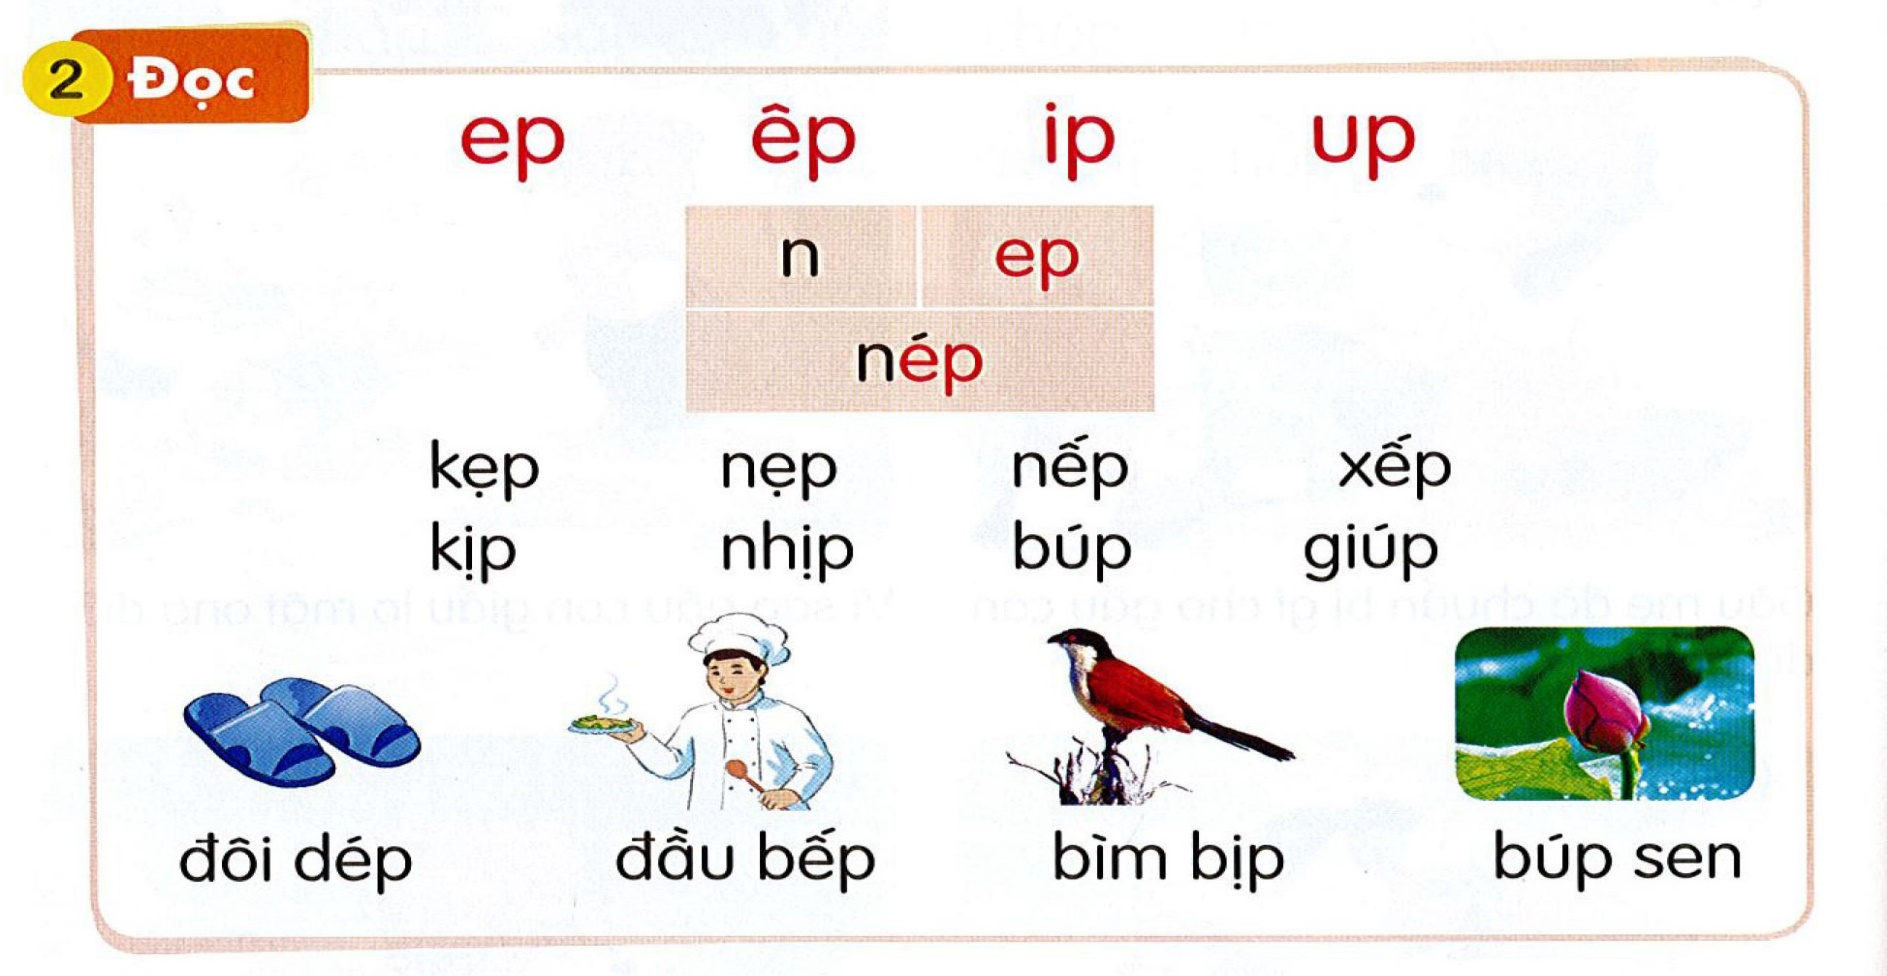 2 Đọc
ep êp ip up
n ep
nép
kẹp nẹp nếp xếp
kịp nhịp búp giúp
đôi dép đầu bếp bìm bịp búp sen